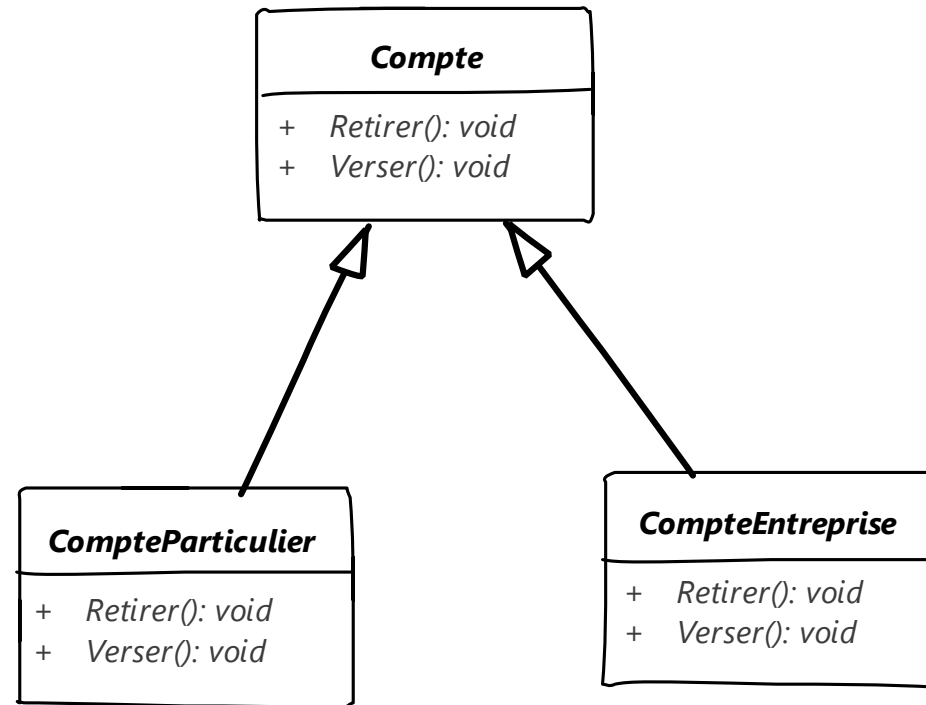 Compte
+ Retirer(): void
+ Verser(): void
CompteParticulier
+ Retirer(): void
+ Verser(): void
CompteEntreprise
+ Retirer(): void
+ Verser(): void